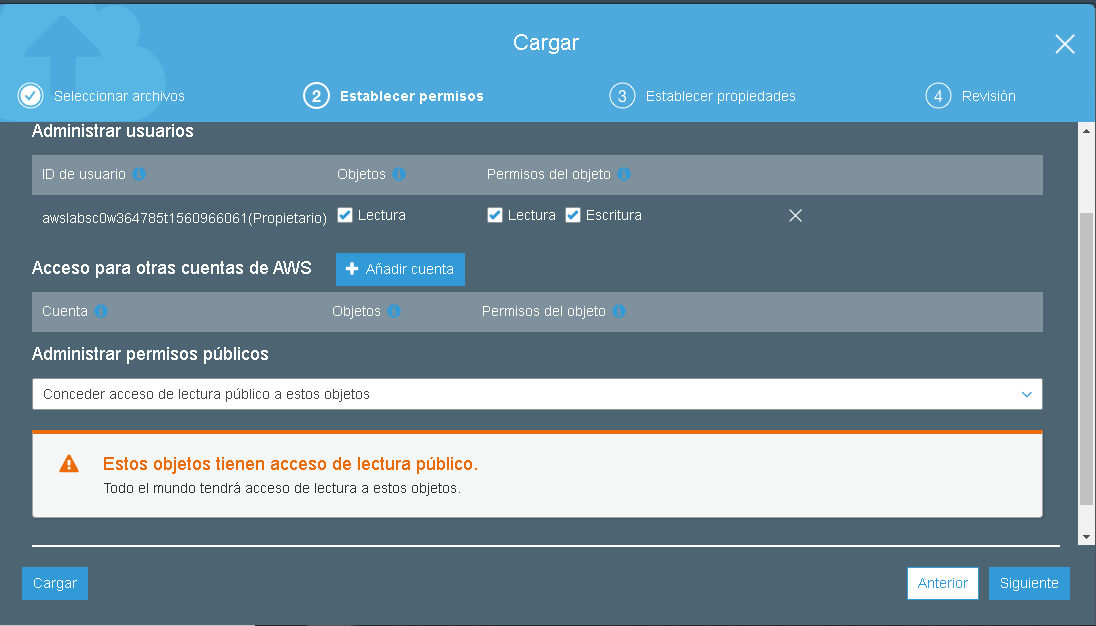 Cargar
Seleccionar archivos
2 Establecer permisos
3 Establecer propiedades
4 Revisión
Administrar usuarios
ID de usuario Objetos Permisos del objeto
awslabsc0w364785t1560966061(Propietario) Lectura Lectura Escritura
Acceso para otras cuentas de AWS Añadir cuenta
Cuenta Objetos Permisos del objeto
Administrar permisos públicos
Conceder acceso de lectura público a estos objetos
Estos objetos tienen acceso de lectura público.
Todo el mundo tendrá acceso de lectura a estos objetos.
Cargar Anterior Siguiente